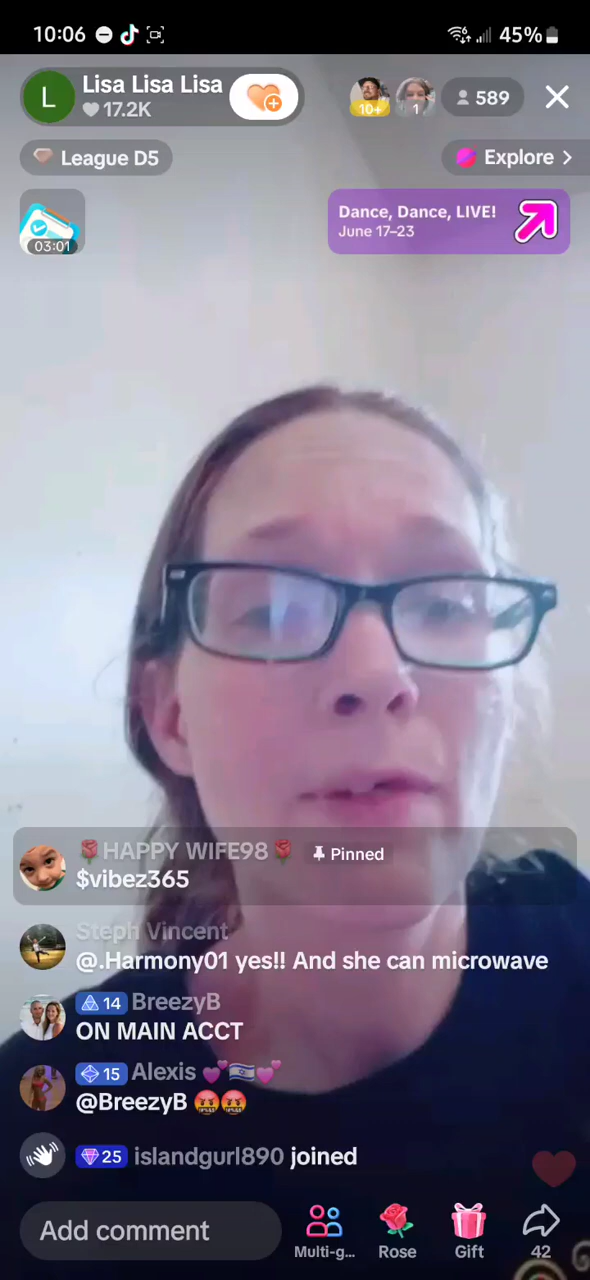 10:06
45%
L
Lisa Lisa Lisa
17.2K
10+
1
589
League D5
Explore
03:01
Dance, Dance, LIVE!
June 17–23
🌹HAPPY WIFE98🌹 Pinned
$vibez365
Steph Vincent
@.Harmony01 yes!! And she can microwave
14 BreezyB
ON MAIN ACCT
15 Alexis 💕🇮🇱💕
@BreezyB 🤬🤬
25 islandgurl890 joined
Add comment
Multi-g...
Rose
Gift
42